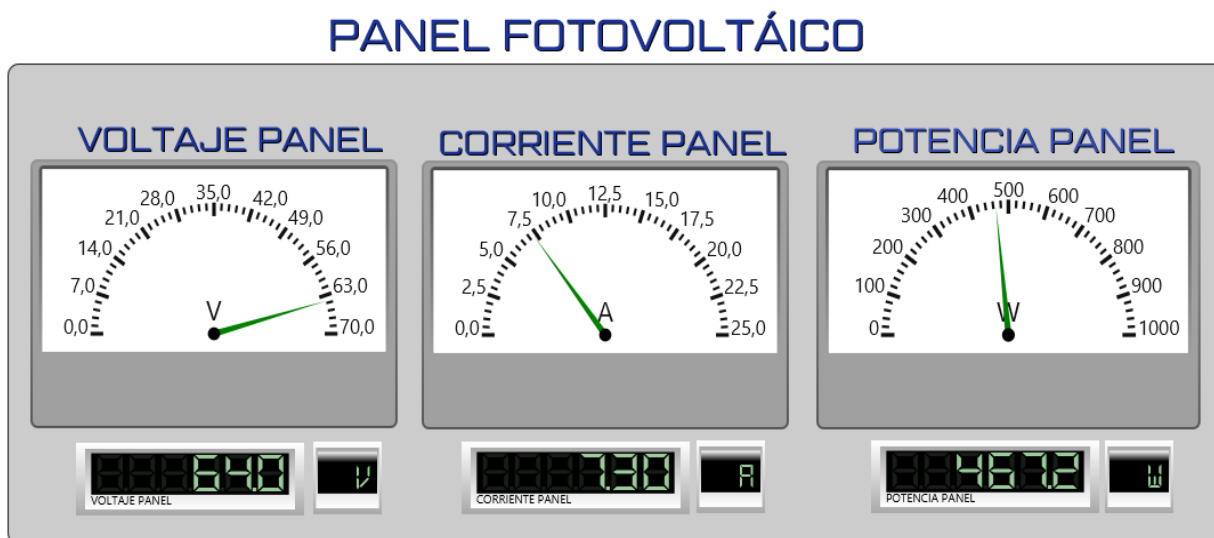 PANEL FOTOVOLTÁICO
VOLTAJE PANEL
0,0
7,0
14,0
21,0
28,0
35,0
42,0
49,0
56,0
63,0
70,0
V
64.0
V
VOLTAJE PANEL
CORRIENTE PANEL
0,0
2,5
5,0
7,5
10,0
12,5
15,0
17,5
20,0
22,5
25,0
A
7.30
A
CORRIENTE PANEL
POTENCIA PANEL
0
100
200
300
400
500
600
700
800
900
1000
W
467.2
W
POTENCIA PANEL